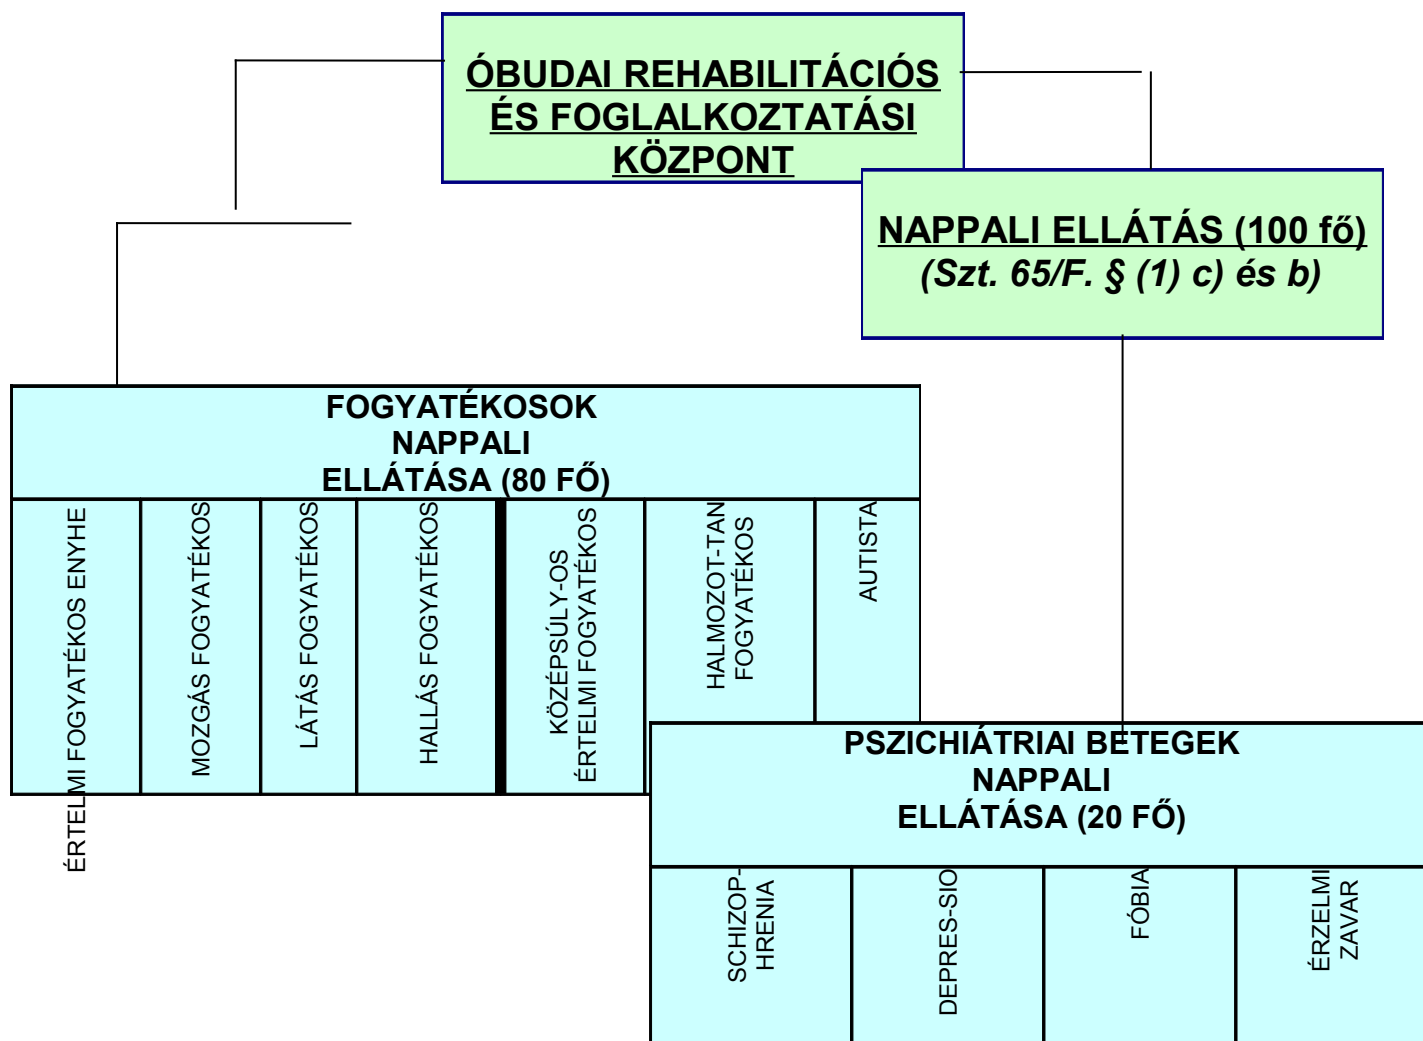 ÓBUDAI REHABILITÁCIÓS
ÉS FOGLALKOZTATÁSI
KÖZPONT
NAPPALI ELLÁTÁS (100 fő)
(Szt. 65/F. § (1) c) és b)
FOGYATÉKOSOK
NAPPALI
ELLÁTÁSA (80 FŐ)
ÉRTELMI FOGYATÉKOS ENYHE
MOZGÁS FOGYATÉKOS
LÁTÁS FOGYATÉKOS
HALLÁS FOGYATÉKOS
KÖZÉPSÚLY-OS
ÉRTELMI FOGYATÉKOS
HALMOZOT-TAN
FOGYATÉKOS
AUTISTA
PSZICHIÁTRIAI BETEGEK
NAPPALI
ELLÁTÁSA (20 FŐ)
SCHIZOP-
HRENIA
DEPRES-SIO
FÓBIA
ÉRZELMI
ZAVAR